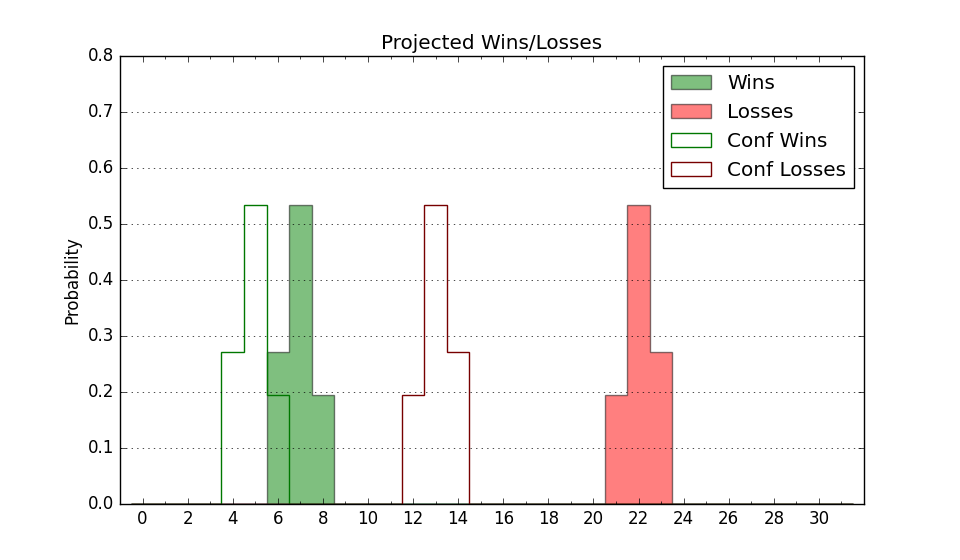 Projected Wins/Losses
0.8
0.7
0.6
0.5
0.4
0.3
0.2
0.1
0.0
Probability
Wins
Losses
Conf Wins
Conf Losses
0 2 4 6 8 10 12 14 16 18 20 22 24 26 28 30